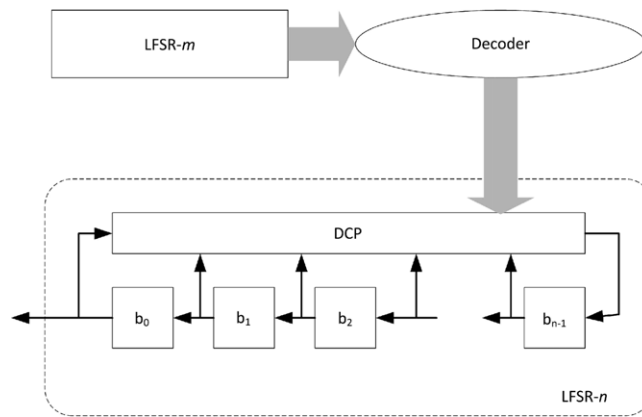 LFSR-m
Decoder
DCP
b0
b1
b2
bn-1
LFSR-n